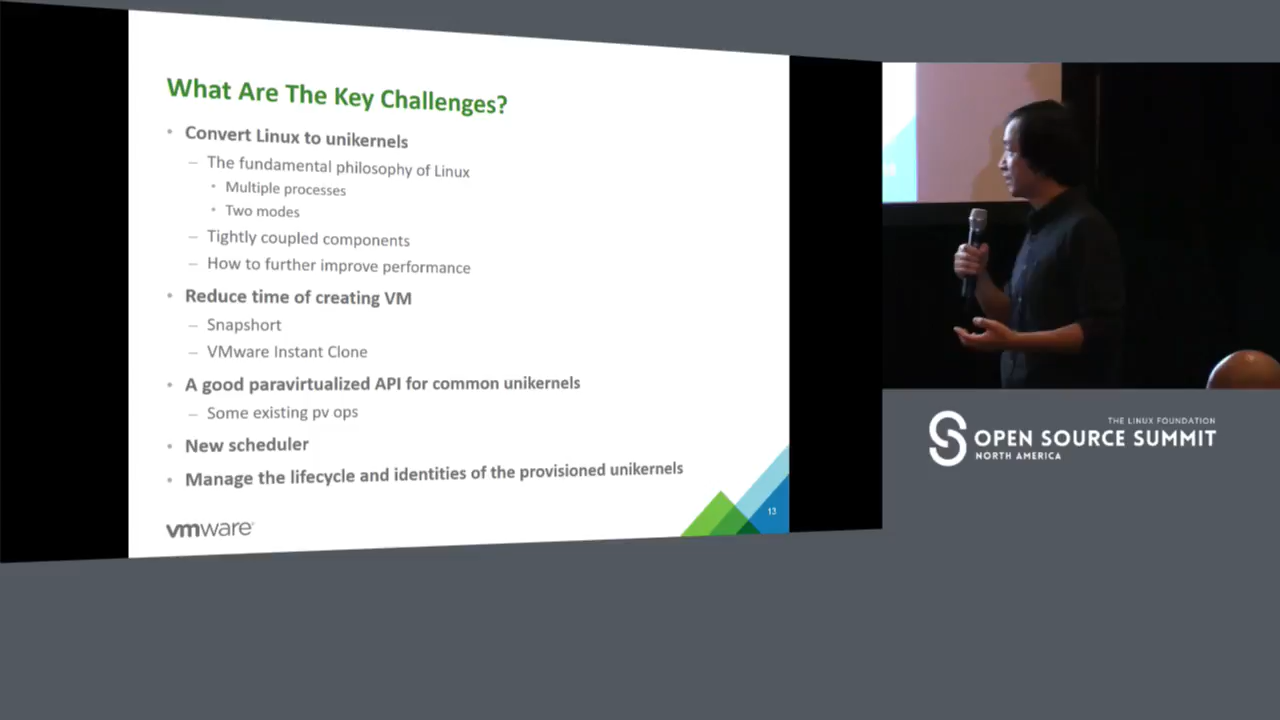 What Are The Key Challenges?
• Convert Linux to unikernels
– The fundamental philosophy of Linux
• Multiple processes
• Two modes
– Tightly coupled components
– How to further improve performance
• Reduce time of creating VM
– Snapshort
– VMware Instant Clone
• A good paravirtualized API for common unikernels
– Some existing pv ops
• New scheduler
• Manage the lifecycle and identities of the provisioned unikernels
vmware
13
THE LINUX FOUNDATION
OPEN SOURCE SUMMIT
NORTH AMERICA